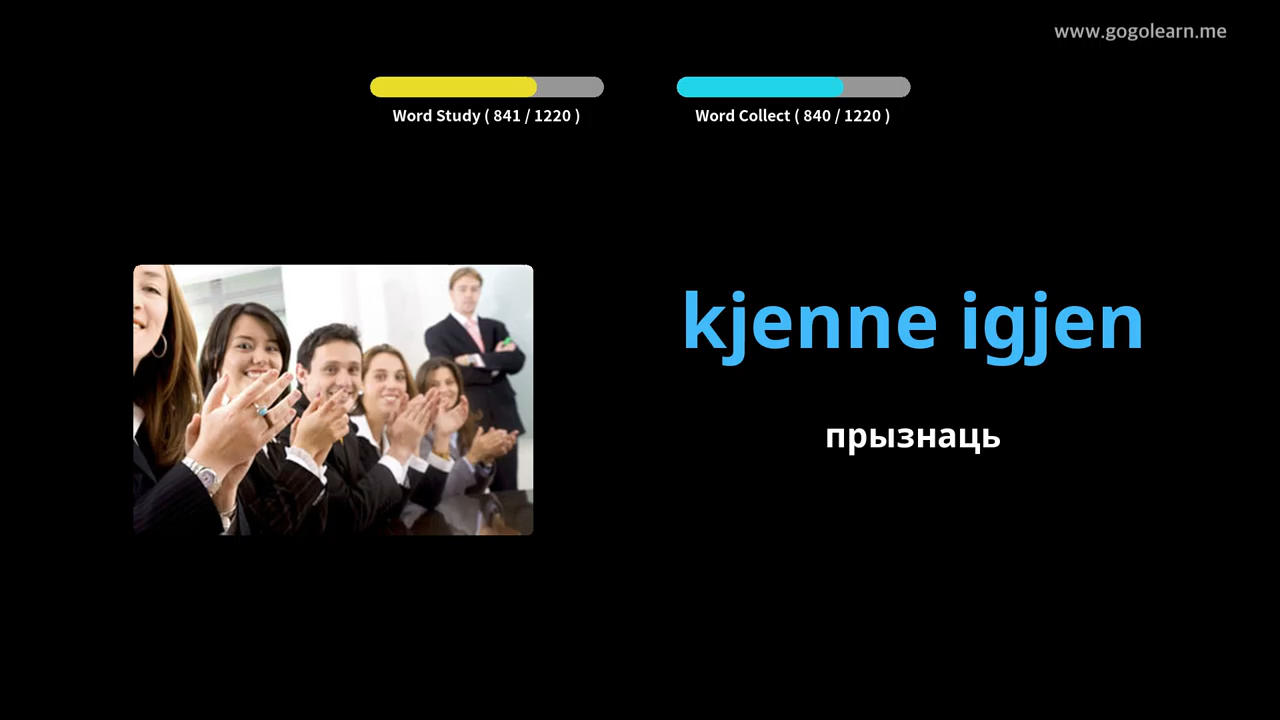 www.gogolearn.me
Word Study ( 841 / 1220 )
Word Collect ( 840 / 1220 )
kjenne igjen
прызнаць